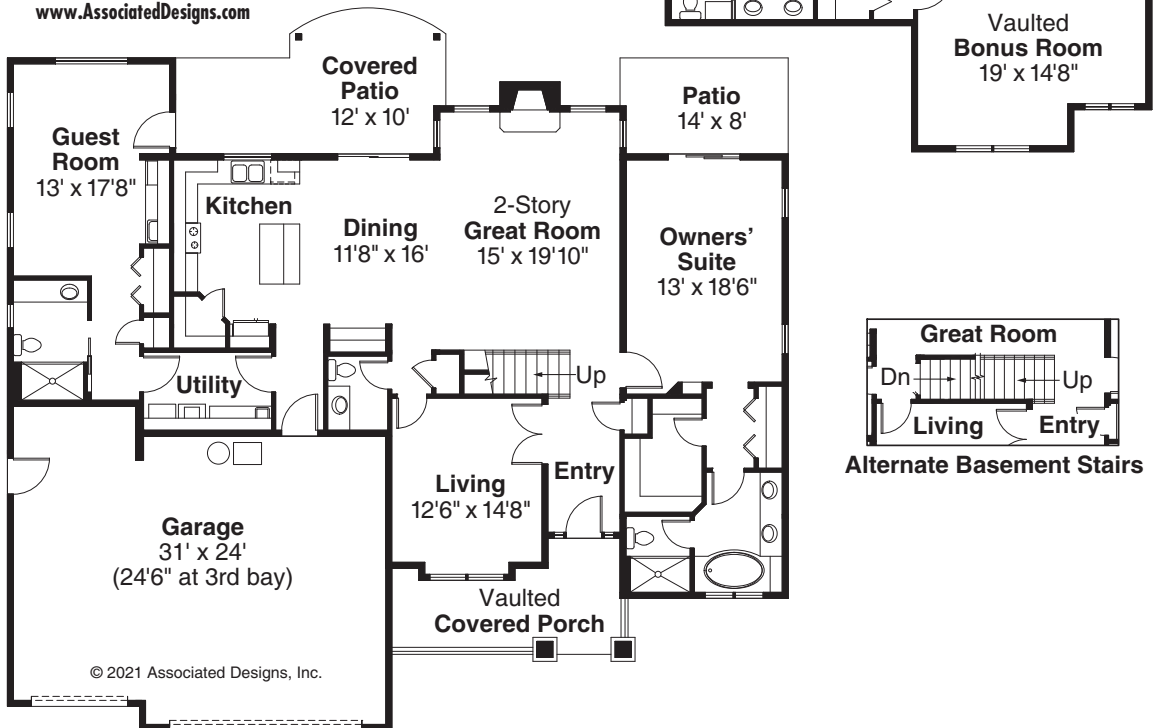 www.AssociatedDesigns.com
Vaulted
Bonus Room
19' x 14'8"
Covered
Patio
12' x 10'
Patio
14' x 8'
Guest
Room
13' x 17'8"
Kitchen
Dining
11'8" x 16'
2-Story
Great Room
15' x 19'10"
Owners'
Suite
13' x 18'6"
Utility
Up
Great Room
Dn
Up
Living
Entry
Alternate Basement Stairs
Living
12'6" x 14'8"
Entry
Garage
31' x 24'
(24'6" at 3rd bay)
Vaulted
Covered Porch
© 2021 Associated Designs, Inc.